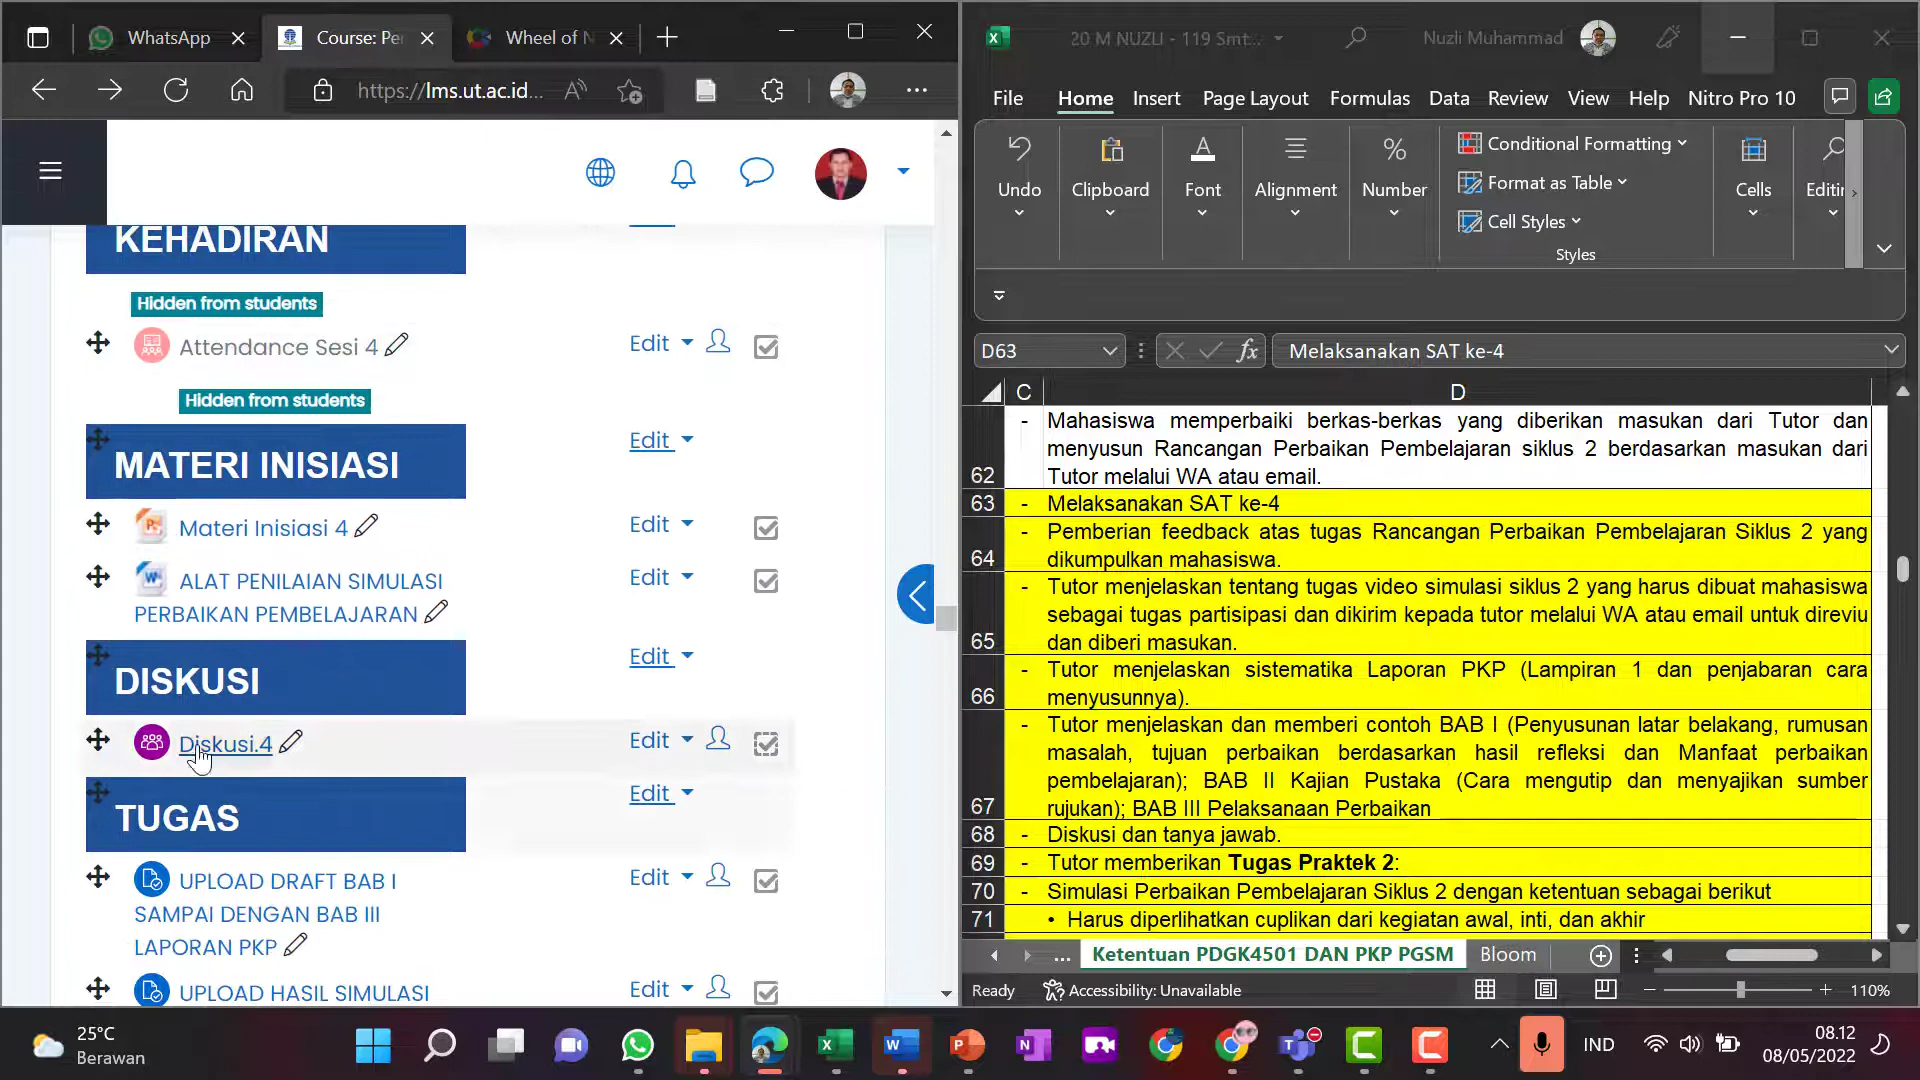 WhatsApp
Course: Pe
Wheel of N
https://lms.ut.ac.id...
KEHADIRAN
Hidden from students
Attendance Sesi 4
Edit
Hidden from students
MATERI INISIASI
Edit
Materi Inisiasi 4
Edit
ALAT PENILAIAN SIMULASI
PERBAIKAN PEMBELAJARAN
Edit
DISKUSI
Edit
Diskusi.4
Edit
TUGAS
Edit
UPLOAD DRAFT BAB I
SAMPAI DENGAN BAB III
LAPORAN PKP
Edit
UPLOAD HASIL SIMULASI
Edit
20 M NUZLI - 119 Smt...
Nuzli Muhammad
File Home Insert Page Layout Formulas Data Review View Help Nitro Pro 10
Undo
Clipboard
Font
Alignment
Number
Conditional Formatting
Format as Table
Cell Styles
Styles
Cells
Editin
D63
fx
Melaksanakan SAT ke-4
C D
62 - Mahasiswa memperbaiki berkas-berkas yang diberikan masukan dari Tutor dan
menyusun Rancangan Perbaikan Pembelajaran siklus 2 berdasarkan masukan dari
Tutor melalui WA atau email.
63 - Melaksanakan SAT ke-4
64 - Pemberian feedback atas tugas Rancangan Perbaikan Pembelajaran Siklus 2 yang
dikumpulkan mahasiswa.
65 - Tutor menjelaskan tentang tugas video simulasi siklus 2 yang harus dibuat mahasiswa
sebagai tugas partisipasi dan dikirim kepada tutor melalui WA atau email untuk direviu
dan diberi masukan.
66 - Tutor menjelaskan sistematika Laporan PKP (Lampiran 1 dan penjabaran cara
menyusunnya).
67 - Tutor menjelaskan dan memberi contoh BAB I (Penyusunan latar belakang, rumusan
masalah, tujuan perbaikan berdasarkan hasil refleksi dan Manfaat perbaikan
pembelajaran); BAB II Kajian Pustaka (Cara mengutip dan menyajikan sumber
rujukan); BAB III Pelaksanaan Perbaikan
68 - Diskusi dan tanya jawab.
69 - Tutor memberikan Tugas Praktek 2:
70 - Simulasi Perbaikan Pembelajaran Siklus 2 dengan ketentuan sebagai berikut
71 • Harus diperlihatkan cuplikan dari kegiatan awal, inti, dan akhir
... Ketentuan PDGK4501 DAN PKP PGSM Bloom
Ready
Accessibility: Unavailable
110%
25°C
Berawan
IND
08.12
08/05/2022